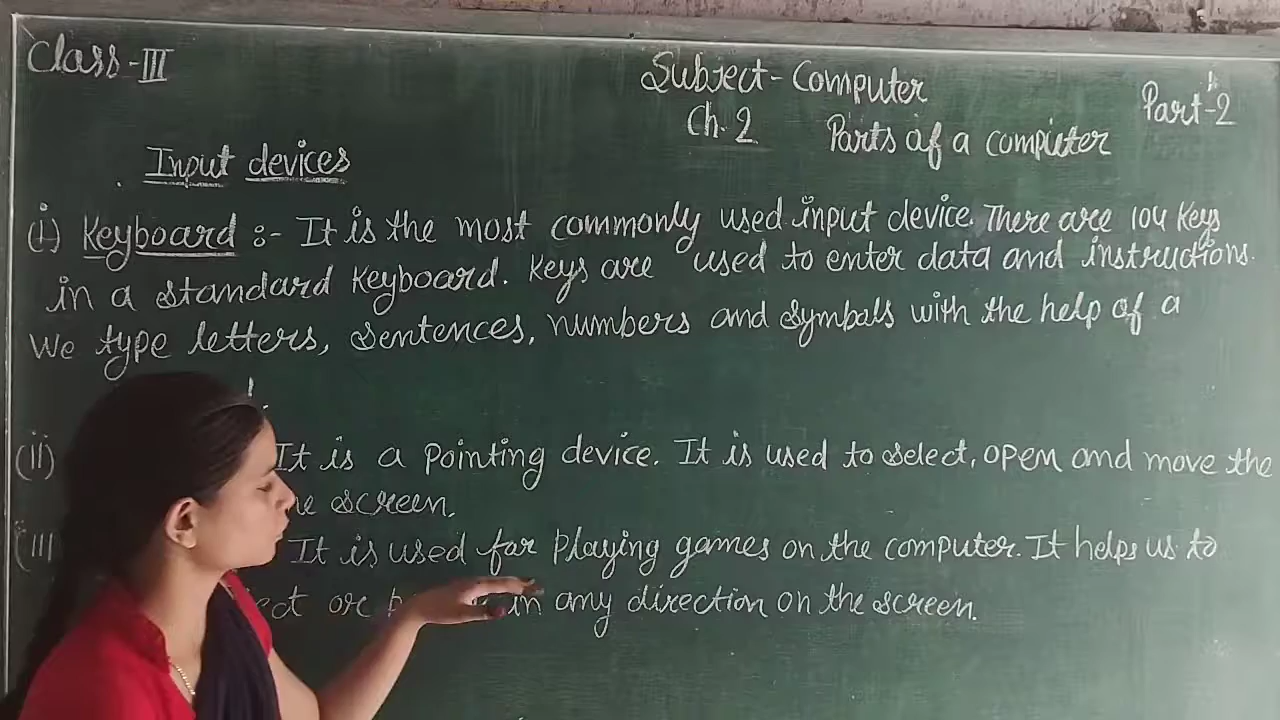 Class-III
Subject- Computer
Part-2
Ch. 2 Parts of a computer
Input devices
(i) Keyboard :- It is the most commonly used input device. There are 104 Keys
in a standard Keyboard. Keys are used to enter data and instructions.
We type letters, sentences, numbers and symbols with the help of a
(ii) It is a pointing device. It is used to select, open and move the
screen.
(iii It is used for playing games on the computer. It helps us to
or in any direction on the screen.